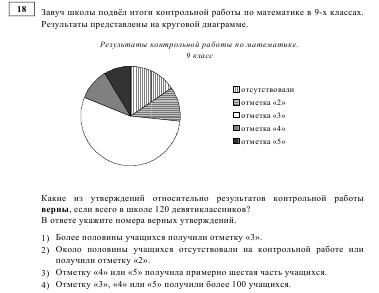 18
Завуч школы подвёл итоги контрольной работы по математике в 9-х классах.
Результаты представлены на круговой диаграмме.
Результаты контрольной работы по математике.
9 класс
отсутствовали
отметка «2»
отметка «3»
отметка «4»
отметка «5»
Какие из утверждений относительно результатов контрольной работы
верны, если всего в школе 120 девятиклассников?
В ответе укажите номера верных утверждений.
1) Более половины учащихся получили отметку «3».
2) Около половины учащихся отсутствовали на контрольной работе или
получили отметку «2».
3) Отметку «4» или «5» получила примерно шестая часть учащихся.
4) Отметку «3», «4» или «5» получили более 100 учащихся.